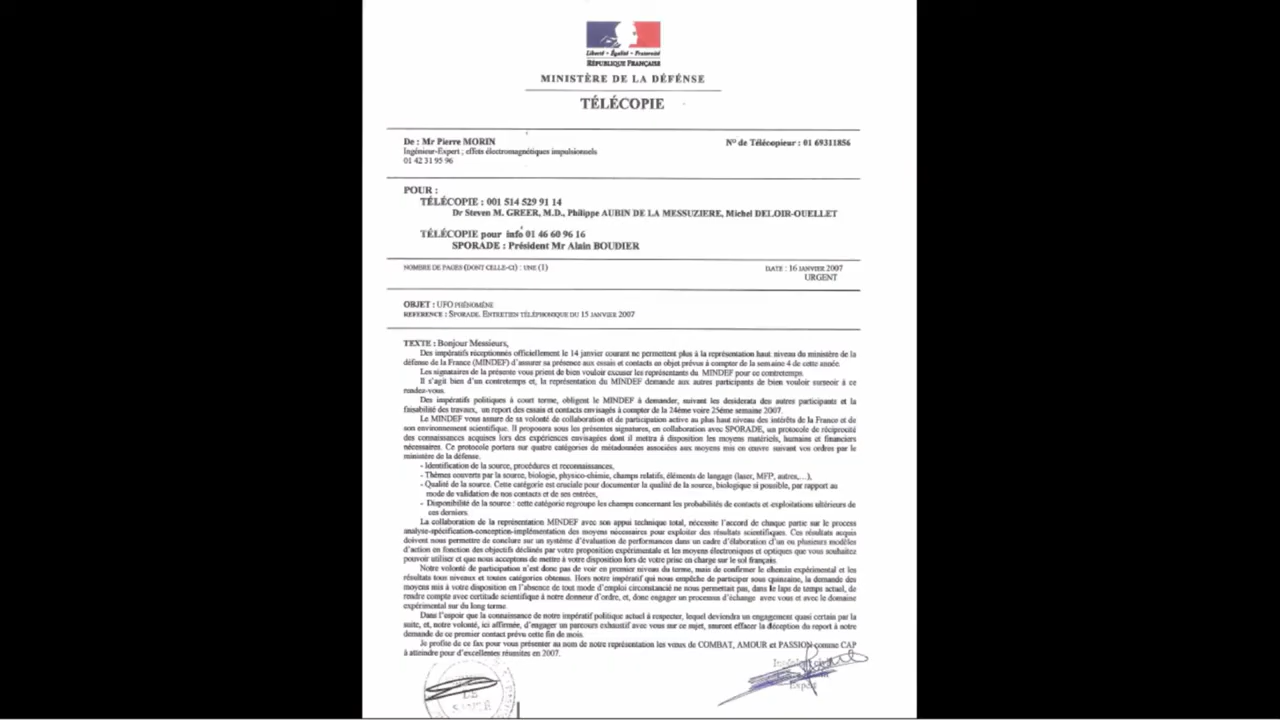 Liberté • Égalité • Fraternité
RÉPUBLIQUE FRANÇAISE
MINISTÈRE DE LA DÉFÉNSE
TÉLÉCOPIE
De : Mr Pierre MORIN
N° de Télécopieur : 01 69311856
Ingénieur-Expert ; effets électromagnétiques impulsionnels
01 42 31 95 96
POUR :
TÉLÉCOPIE : 001 514 529 91 14
Dr Steven M. GREER, M.D., Philippe AUBIN DE LA MESSUZIERE, Michel DELOIR-OUELLET
TÉLÉCOPIE pour info 01 46 60 96 16
SPORADE : Président Mr Alain BOUDIER
NOMBRE DE PAGES (DONT CELLE-CI) : UNE (1)
DATE : 16 JANVIER 2007
URGENT
OBJET : UFO PHÉNOMÈNE
REFERENCE : SPORADE. ENTRETIEN TÉLÉPHONIQUE DU 15 JANVIER 2007
TEXTE : Bonjour Messieurs,
Des impératifs réceptionnés officiellement le 14 janvier courant ne permettent plus à la représentation haut niveau du ministère de la
défense de la France (MINDEF) d'assurer sa présence aux essais et contacts en objet prévus à compter de la semaine 4 de cette année.
Les signataires de la présente vous prient de bien vouloir excuser les représentants du MINDEF pour ce contretemps.
Il s'agit bien d'un contretemps et, la représentation du MINDEF demande aux autres participants de bien vouloir surseoir à ce
rendez-vous.
Des impératifs politiques à court terme, obligent le MINDEF à demander, suivant les desiderata des autres participants et la
faisabilité des travaux, un report des essais et contacts envisagés à compter de la 24ème voire 25ème semaine 2007.
Le MINDEF vous assure de sa volonté de collaboration et de participation active au plus haut niveau des intérêts de la France et de
son environnement scientifique. Il proposera sous les présentes signatures, en collaboration avec SPORADE, un protocole de réciprocité
des connaissances acquises lors des expériences envisagées dont il mettra à disposition les moyens matériels, humains et financiers
nécessaires. Ce protocole portera sur quatre catégories de métadonnées associées aux moyens mis en œuvre suivant vos ordres par le
ministère de la défense.
- Identification de la source, procédures et reconnaissances,
- Thèmes couverts par la source, biologie, physico-chimie, champs relatifs, éléments de langage (laser, MFP, autres,...),
- Qualité de la source. Cette catégorie est cruciale pour documenter la qualité de la source, biologique si possible, par rapport au
mode de validation de nos contacts et de ses entrées,
- Disponibilité de la source : cette catégorie regroupe les champs concernant les probabilités de contacts et exploitations ultérieures de
ces derniers.
La collaboration de la représentation MINDEF avec son appui technique total, nécessite l'accord de chaque partie sur le process
analyse-spécification-conception-implémentation des moyens nécessaires pour exploiter des résultats scientifiques. Ces résultats acquis
doivent nous permettre de conclure sur un système d'évaluation de performances dans un cadre d'élaboration d'un ou plusieurs modèles
d'action en fonction des objectifs déclinés par votre proposition expérimentale et les moyens électroniques et optiques que vous souhaitez
pouvoir utiliser et que nous acceptons de mettre à votre disposition lors de votre prise en charge sur le sol français.
Notre volonté de participation n'est donc pas de voir en premier niveau du terme, mais de confirmer le chemin expérimental et les
résultats tous niveaux et toutes catégories obtenus. Hors notre impératif qui nous empêche de participer sous quinzaine, la demande des
moyens mis à votre disposition en l'absence de tout mode d'emploi circonstancié ne nous permettait pas, dans le laps de temps actuel, de
rendre compte avec certitude scientifique à notre donneur d'ordre, et, donc engager un processus d'échange avec vous et avec le domaine
expérimental sur du long terme.
Dans l'espoir que la connaissance de notre impératif politique actuel à respecter, lequel deviendra un engagement quasi certain par la
suite, et, notre volonté, ici affirmée, d'engager un parcours exhaustif avec vous sur ce sujet, sauront effacer la déception du report à notre
demande de ce premier contact prévu cette fin de mois.
Je profite de ce fax pour vous présenter au nom de notre représentation les vœux de COMBAT, AMOUR et PASSION comme CAP
à atteindre pour d'excellentes réussites en 2007.
Expert